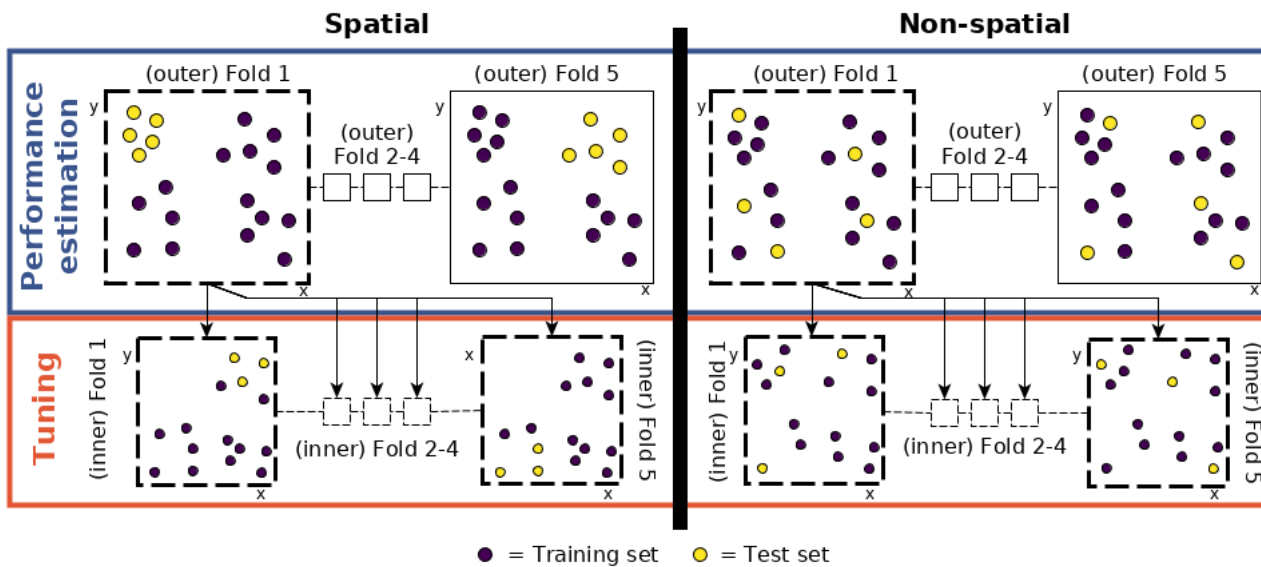 Spatial
Non-spatial
Performance
estimation
(outer) Fold 1
y
x
(outer)
Fold 2-4
(outer) Fold 5
y
x
(outer) Fold 1
y
x
(outer)
Fold 2-4
(outer) Fold 5
y
x
Tuning
(inner) Fold 1
y
x
(inner) Fold 2-4
x
(inner) Fold 5
x
(inner) Fold 1
y
x
(inner) Fold 2-4
y
(inner) Fold 5
x
= Training set
= Test set